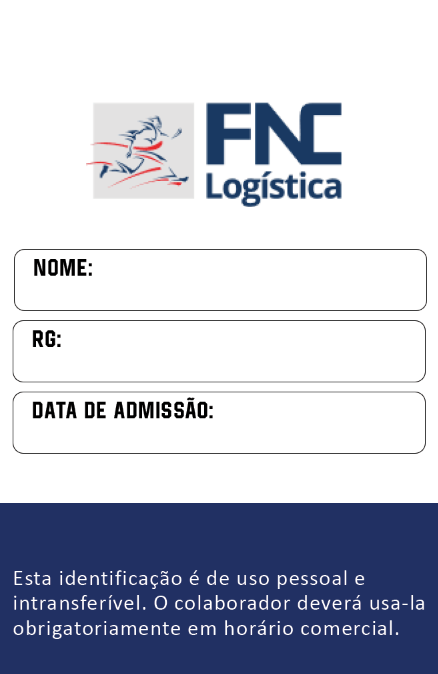 FNC
Logística
NOME:
RG:
DATA DE ADMISSÃO:
Esta identificação é de uso pessoal e
intransferível. O colaborador deverá usa-la
obrigatoriamente em horário comercial.